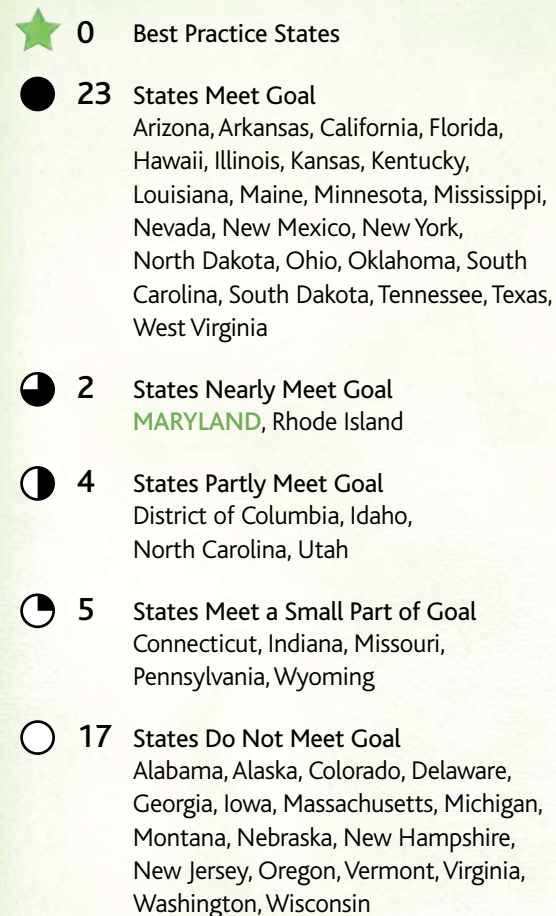 0 Best Practice States
23 States Meet Goal
Arizona, Arkansas, California, Florida,
Hawaii, Illinois, Kansas, Kentucky,
Louisiana, Maine, Minnesota, Mississippi,
Nevada, New Mexico, New York,
North Dakota, Ohio, Oklahoma, South
Carolina, South Dakota, Tennessee, Texas,
West Virginia
2 States Nearly Meet Goal
MARYLAND, Rhode Island
4 States Partly Meet Goal
District of Columbia, Idaho,
North Carolina, Utah
5 States Meet a Small Part of Goal
Connecticut, Indiana, Missouri,
Pennsylvania, Wyoming
17 States Do Not Meet Goal
Alabama, Alaska, Colorado, Delaware,
Georgia, Iowa, Massachusetts, Michigan,
Montana, Nebraska, New Hampshire,
New Jersey, Oregon, Vermont, Virginia,
Washington, Wisconsin